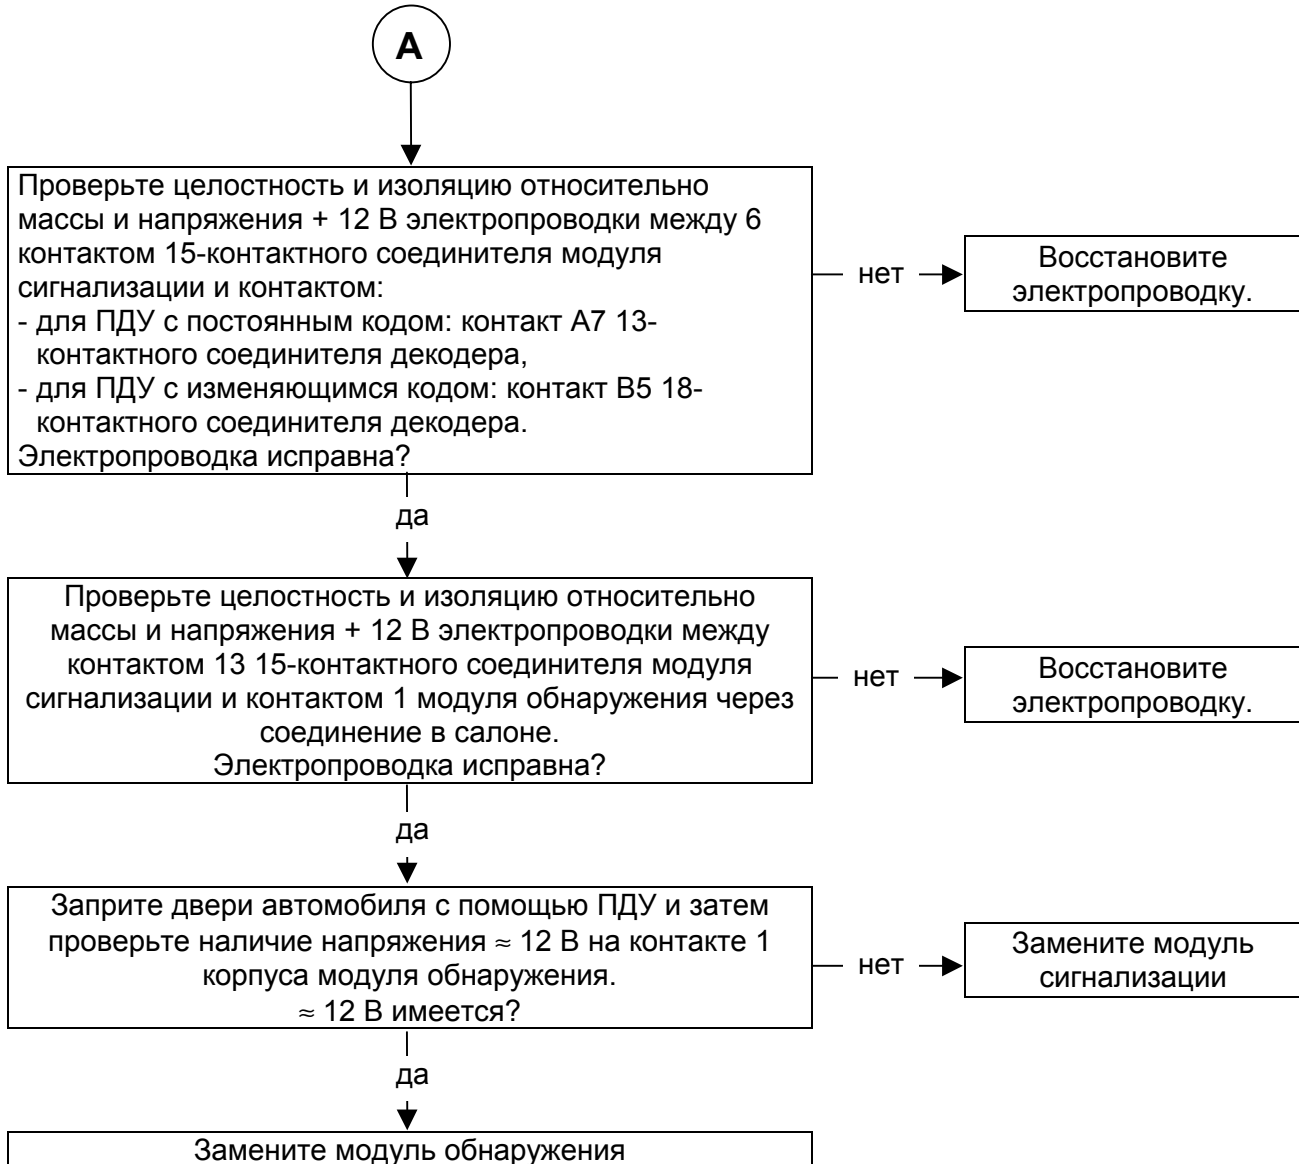 А
Проверьте целостность и изоляцию относительно
массы и напряжения + 12 В электропроводки между 6
контактом 15-контактного соединителя модуля
сигнализации и контактом:
- для ПДУ с постоянным кодом: контакт А7 13-
контактного соединителя декодера,
- для ПДУ с изменяющимся кодом: контакт В5 18-
контактного соединителя декодера.
Электропроводка исправна?
нет
Восстановите
электропроводку.
да
Проверьте целостность и изоляцию относительно
массы и напряжения + 12 В электропроводки между
контактом 13 15-контактного соединителя модуля
сигнализации и контактом 1 модуля обнаружения через
соединение в салоне.
Электропроводка исправна?
нет
Восстановите
электропроводку.
да
Заприте двери автомобиля с помощью ПДУ и затем
проверьте наличие напряжения ≈ 12 В на контакте 1
корпуса модуля обнаружения.
≈ 12 В имеется?
нет
Замените модуль
сигнализации
да
Замените модуль обнаружения